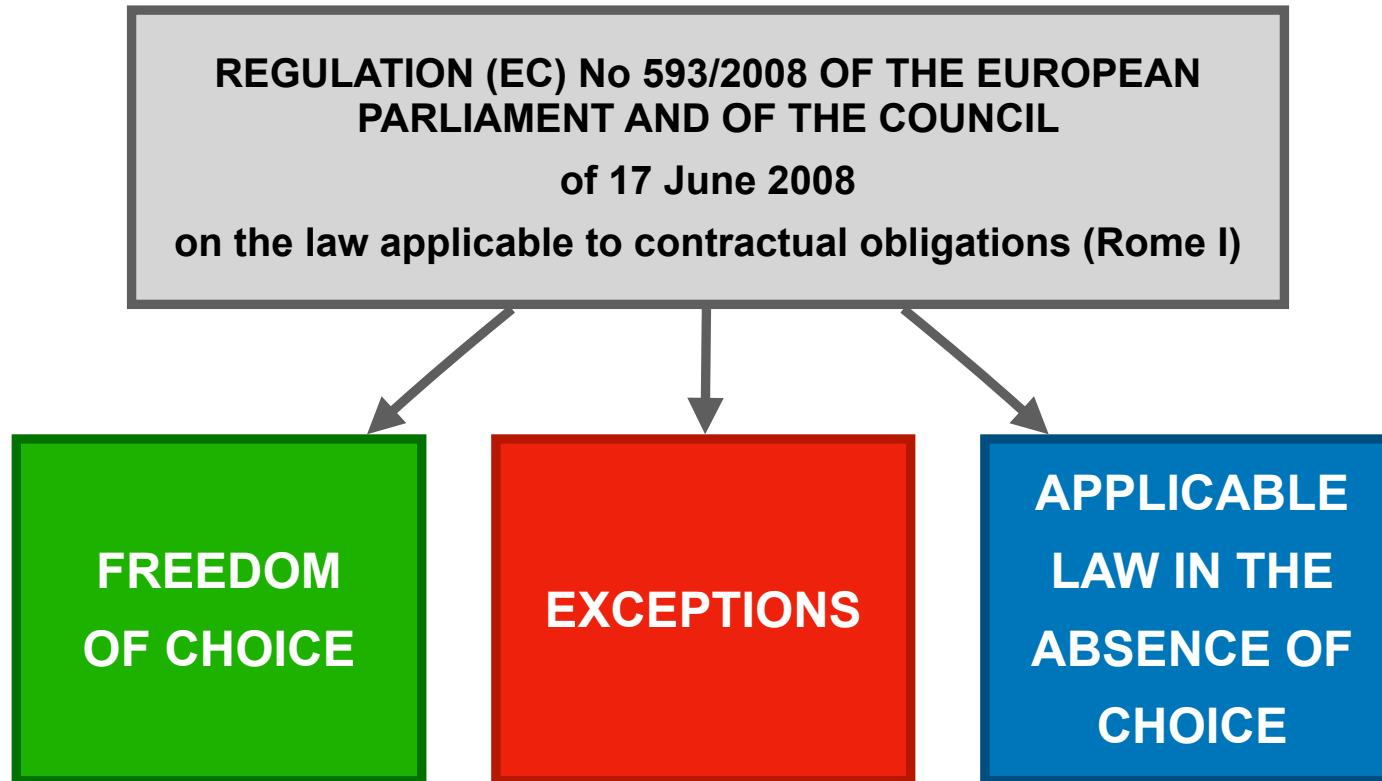 REGULATION (EC) No 593/2008 OF THE EUROPEAN
PARLIAMENT AND OF THE COUNCIL
of 17 June 2008
on the law applicable to contractual obligations (Rome I)
FREEDOM
OF CHOICE
EXCEPTIONS
APPLICABLE
LAW IN THE
ABSENCE OF
CHOICE